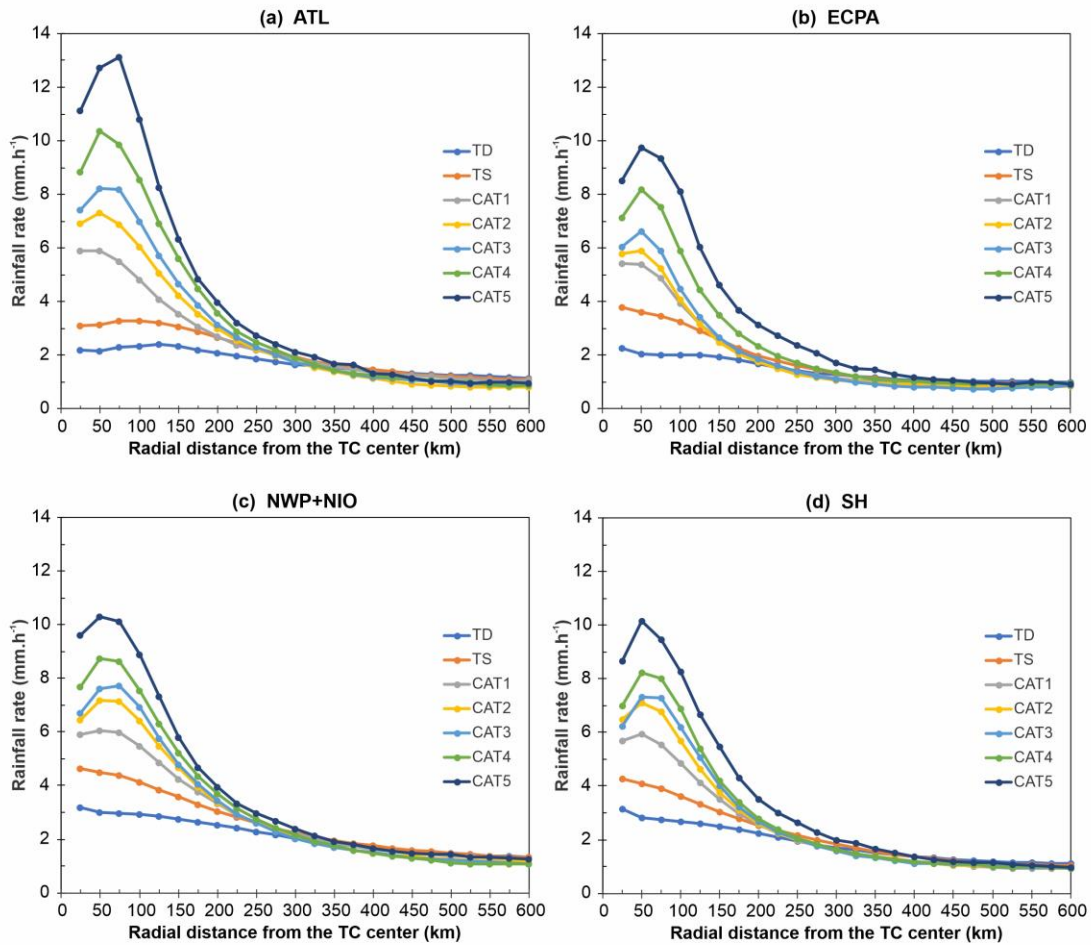 (a) ATL
Rainfall rate (mm.h⁻¹)
14
12
10
8
6
4
2
0
TD
TS
CAT1
CAT2
CAT3
CAT4
CAT5
0 50 100 150 200 250 300 350 400 450 500 550 600
Radial distance from the TC center (km)
(b) ECPA
Rainfall rate (mm.h⁻¹)
14
12
10
8
6
4
2
0
TD
TS
CAT1
CAT2
CAT3
CAT4
CAT5
0 50 100 150 200 250 300 350 400 450 500 550 600
Radial distance from the TC center (km)
(c) NWP+NIO
Rainfall rate (mm.h⁻¹)
14
12
10
8
6
4
2
0
TD
TS
CAT1
CAT2
CAT3
CAT4
CAT5
0 50 100 150 200 250 300 350 400 450 500 550 600
Radial distance from the TC center (km)
(d) SH
Rainfall rate (mm.h⁻¹)
14
12
10
8
6
4
2
0
TD
TS
CAT1
CAT2
CAT3
CAT4
CAT5
0 50 100 150 200 250 300 350 400 450 500 550 600
Radial distance from the TC center (km)